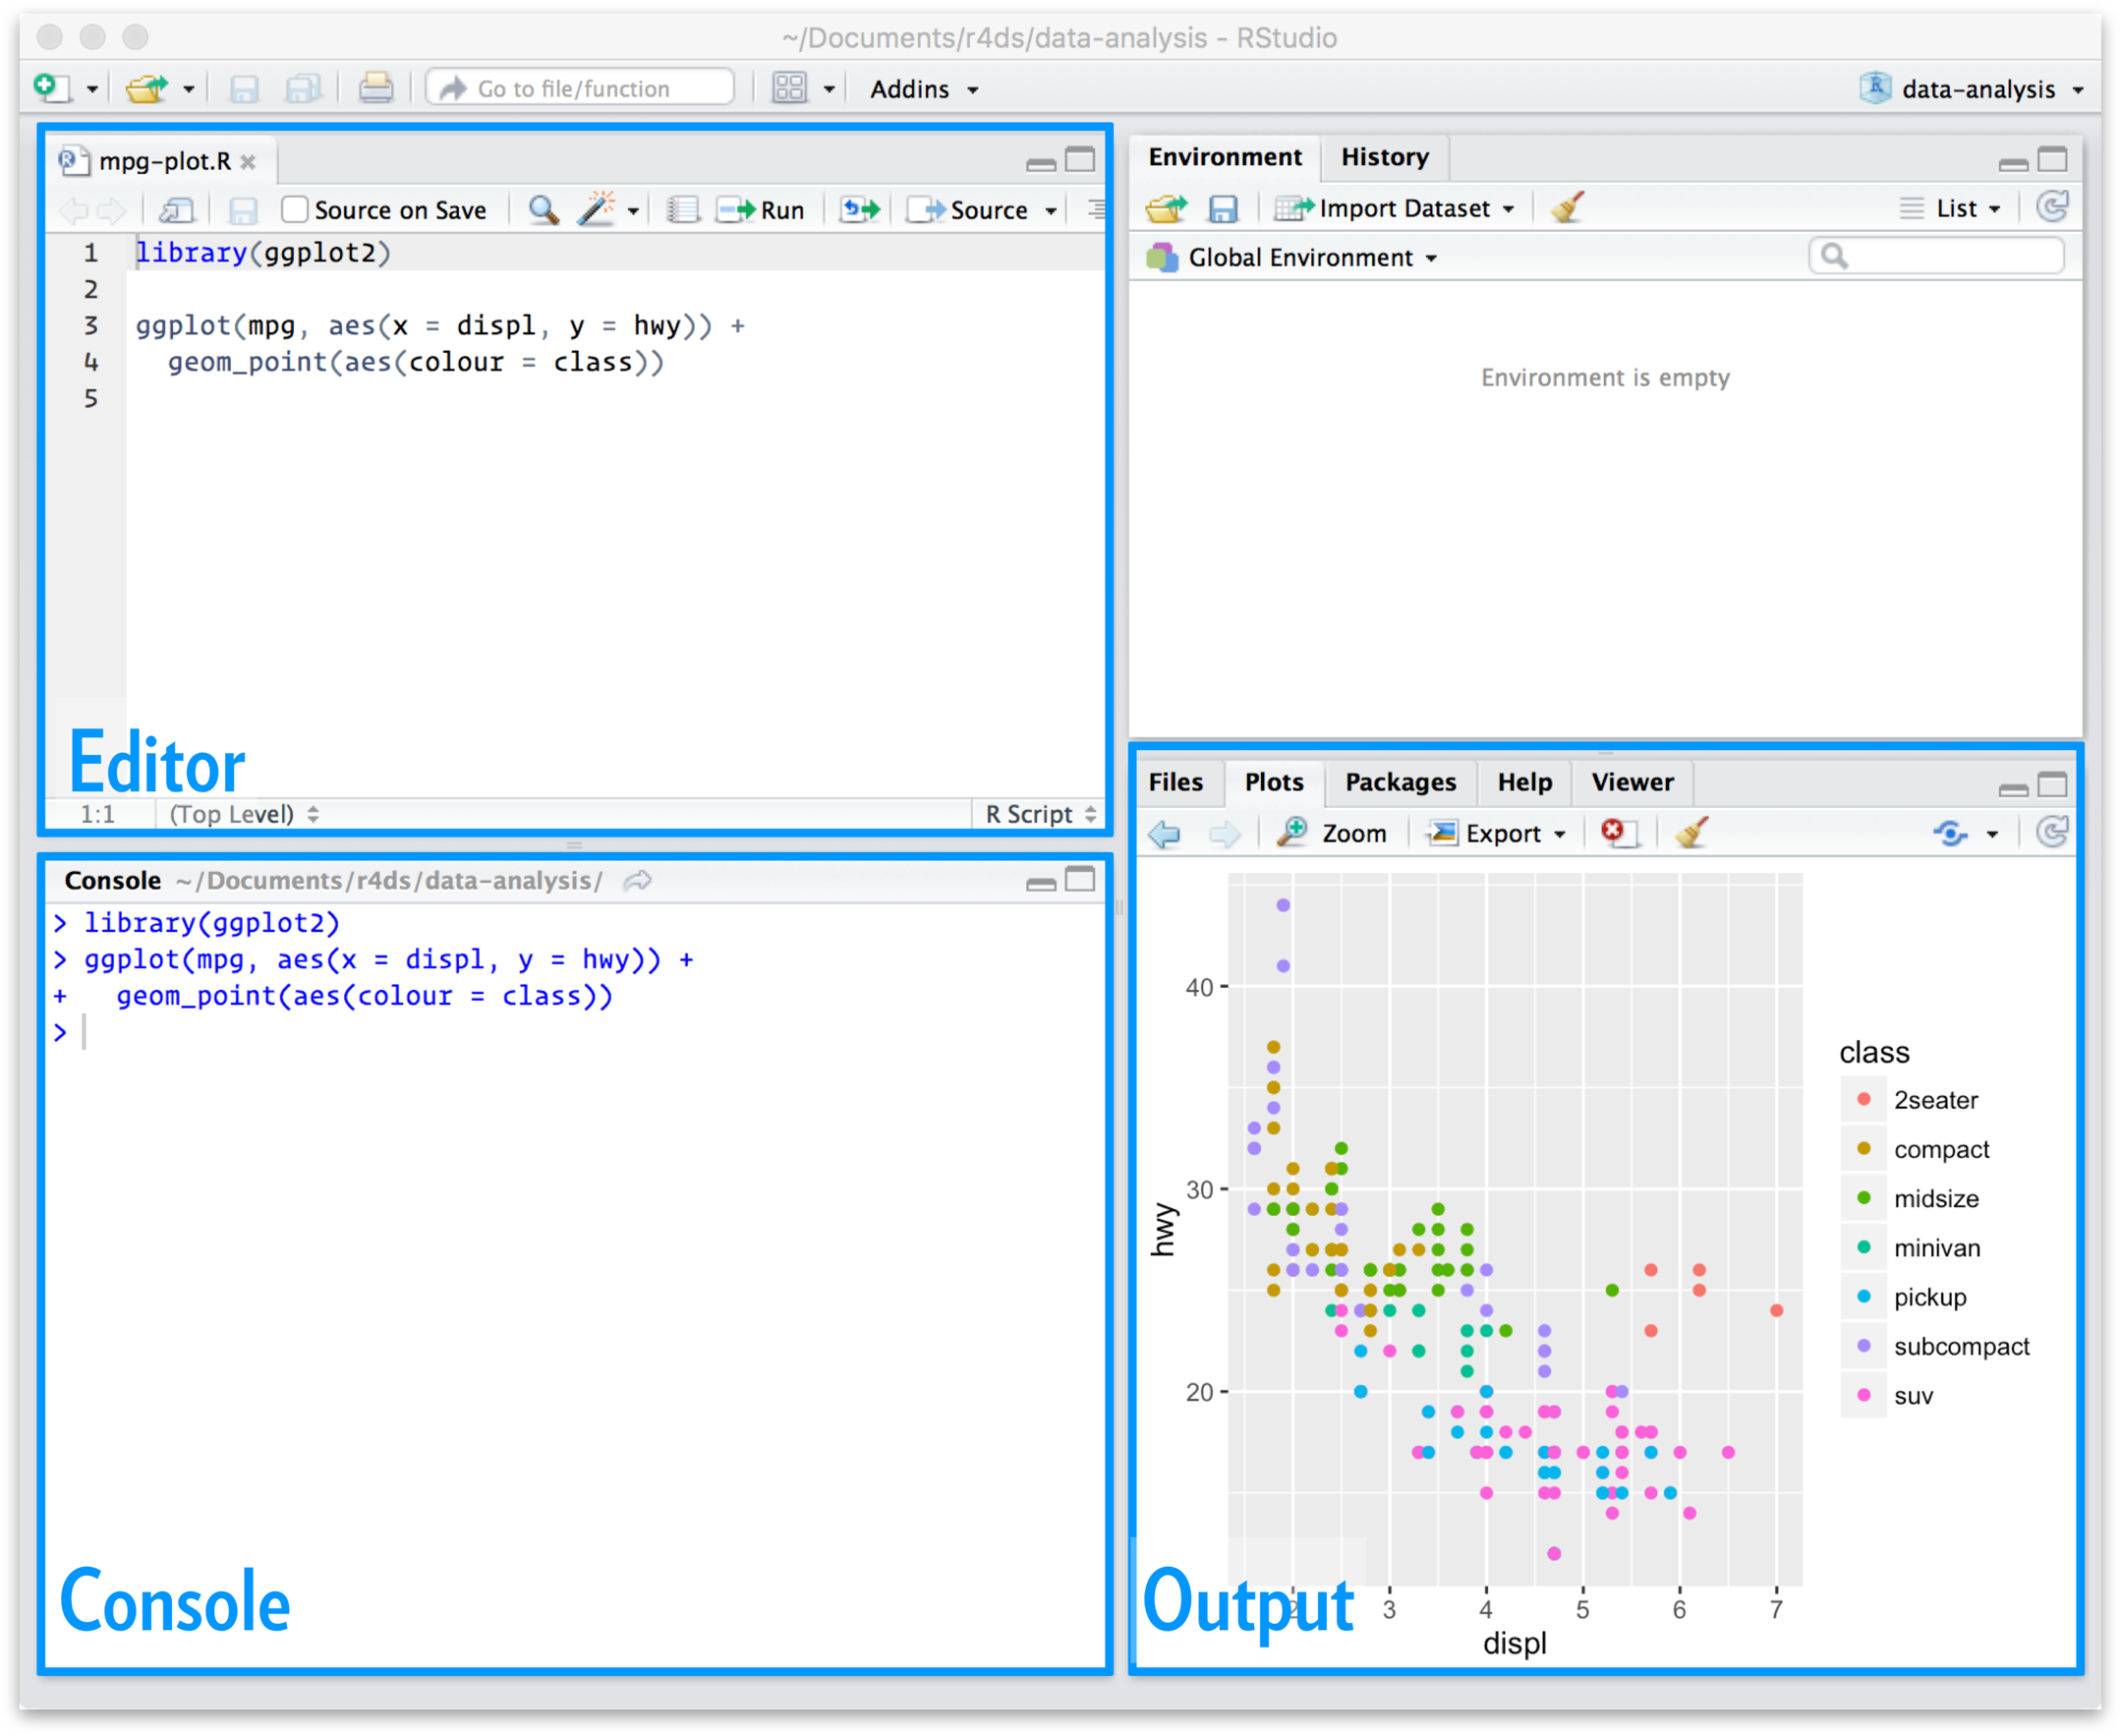 ~/Documents/r4ds/data-analysis - RStudio
Go to file/function
Addins
data-analysis
mpg-plot.R
Source on Save
Run
Source
1 library(ggplot2)
2
3 ggplot(mpg, aes(x = displ, y = hwy)) +
4   geom_point(aes(colour = class))
5
Editor
1:1 (Top Level) R Script
Console ~/Documents/r4ds/data-analysis/
> library(ggplot2)
> ggplot(mpg, aes(x = displ, y = hwy)) +
+   geom_point(aes(colour = class))
>
Console
Environment History
Import Dataset
List
Global Environment
Environment is empty
Files Plots Packages Help Viewer
Zoom Export
40
30
20
hwy
2 3 4 5 6 7
displ
class
2seater
compact
midsize
minivan
pickup
subcompact
suv
Output